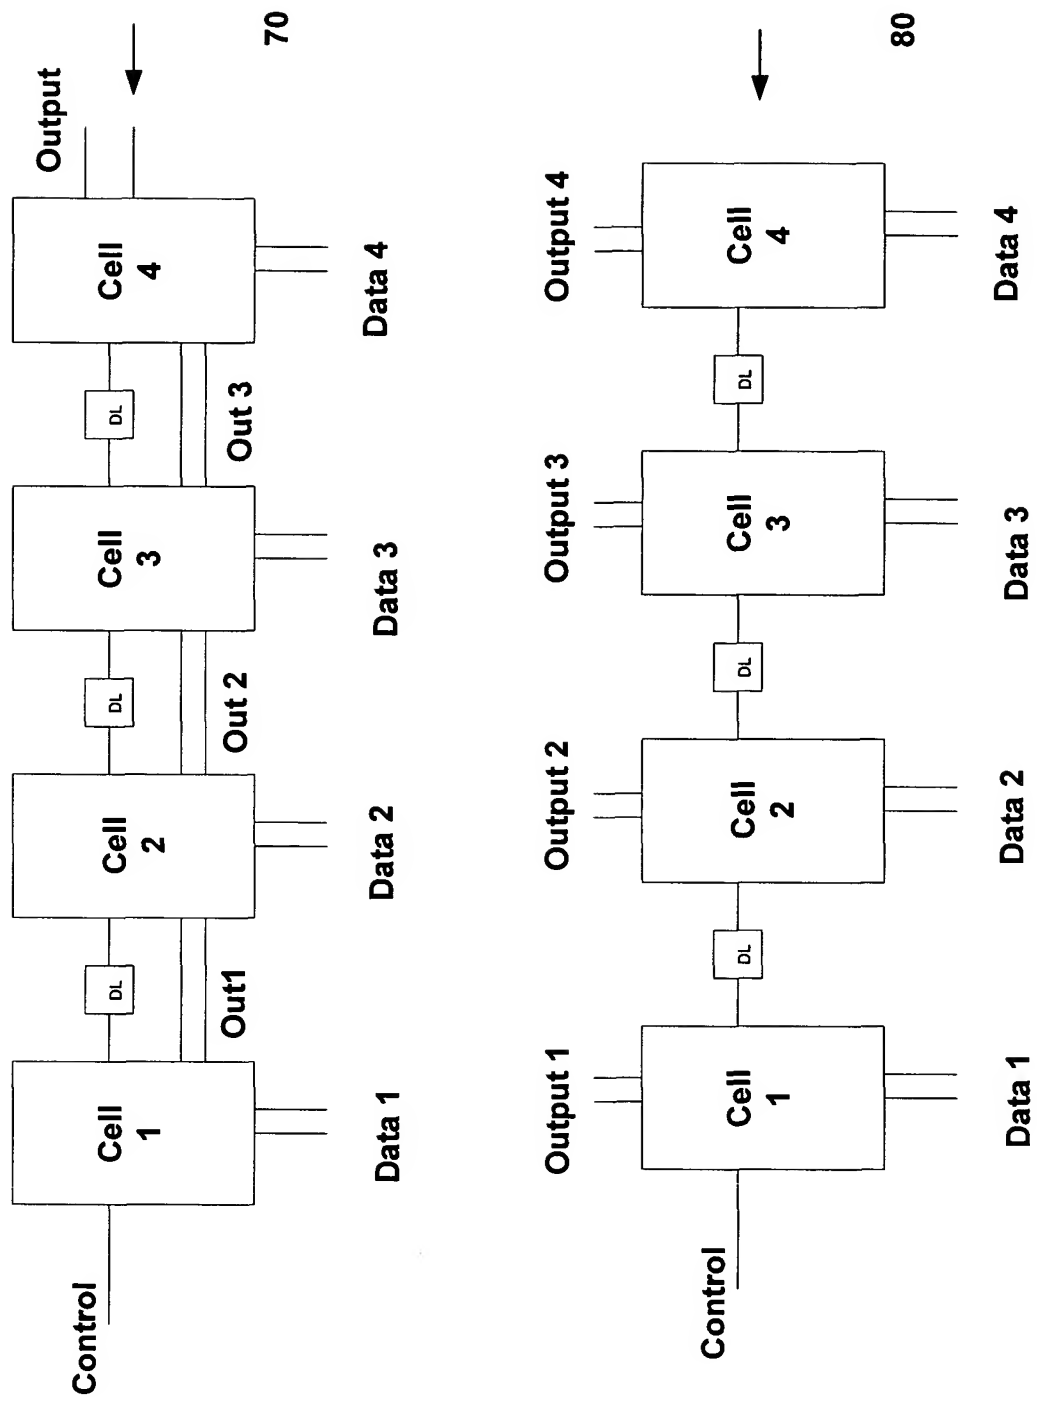 Output
Control
Cell
1
DL
Cell
2
DL
Cell
3
DL
Cell
4
Out1
Out 2
Out 3
70
Data 1
Data 2
Data 3
Data 4
Output 1
Output 2
Output 3
Output 4
Control
Cell
1
DL
Cell
2
DL
Cell
3
DL
Cell
4
80
Data 1
Data 2
Data 3
Data 4